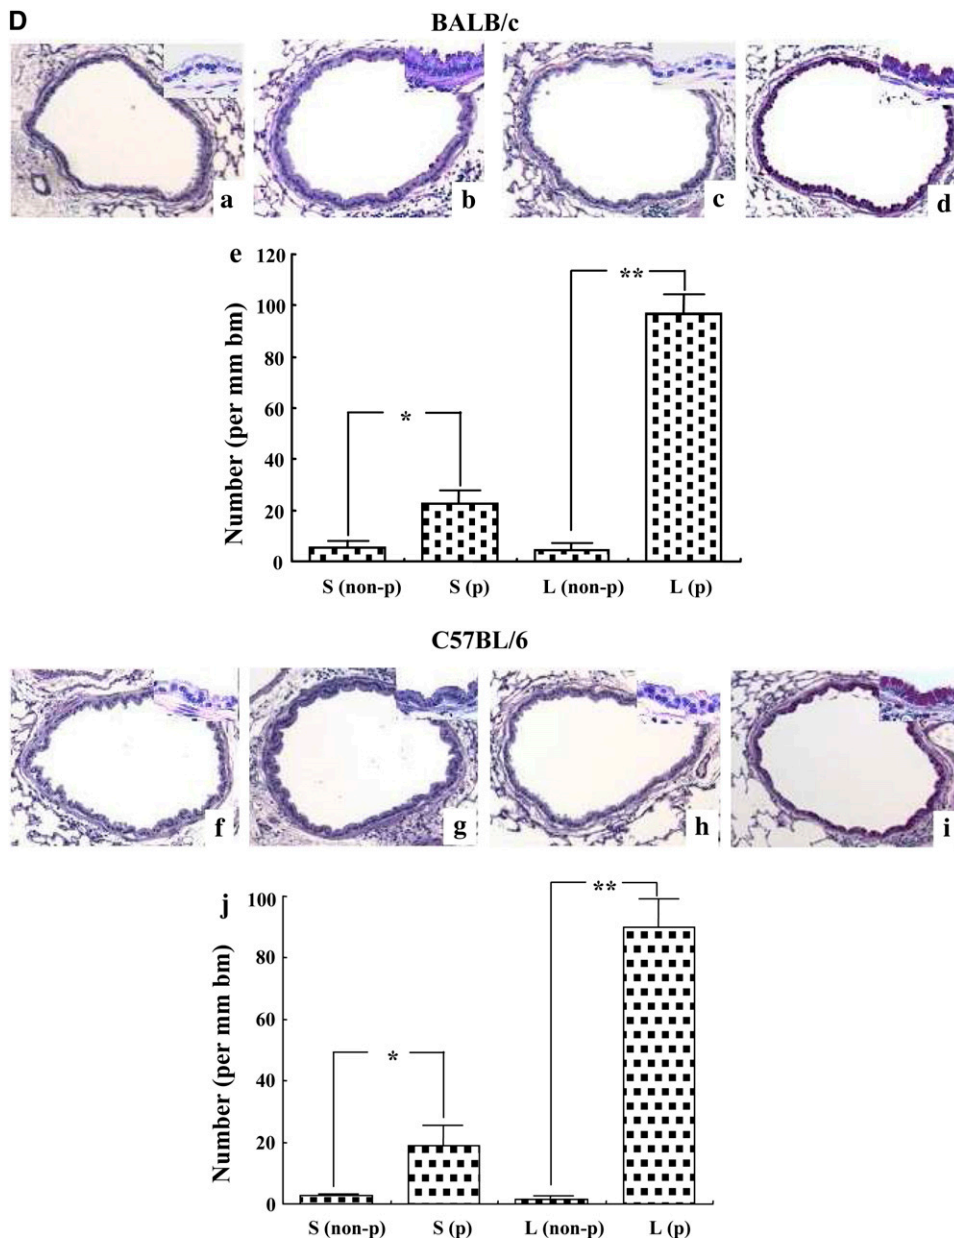 D
BALB/c
a
b
c
d
e
Number (per mm bm)
120
100
80
60
40
20
0
*
**
S (non-p)
S (p)
L (non-p)
L (p)
C57BL/6
f
g
h
i
j
Number (per mm bm)
100
80
60
40
20
0
*
**
S (non-p)
S (p)
L (non-p)
L (p)